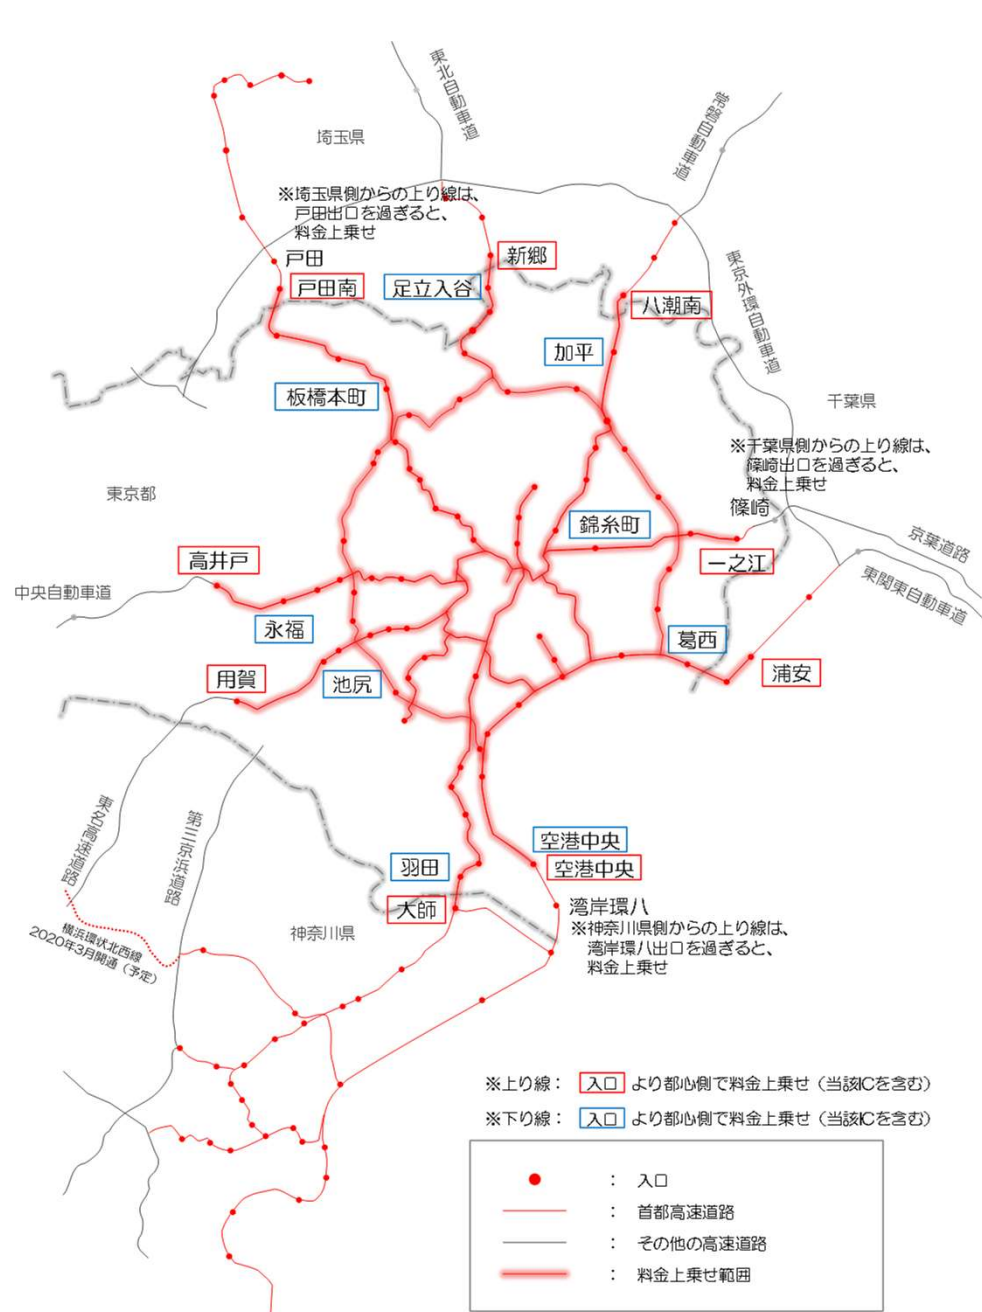 東北自動車道
常磐自動車道
埼玉県
※埼玉県側からの上り線は、
戸田出口を過ぎると、
料金上乗せ
戸田
戸田南
足立入谷
新郷
八潮南
東京外環自動車道
加平
板橋本町
千葉県
※千葉県側からの上り線は、
篠崎出口を過ぎると、
料金上乗せ
東京都
篠崎
錦糸町
京葉道路
高井戸
一之江
東関東自動車道
中央自動車道
永福
葛西
用賀
池尻
浦安
東名高速道路
第三京浜道路
空港中央
羽田
空港中央
大師
湾岸環八
※神奈川県側からの上り線は、
湾岸環八出口を過ぎると、
料金上乗せ
神奈川県
横浜環状北西線
2020年3月開通（予定）
※上り線： 入口 より都心側で料金上乗せ（当該ICを含む）
※下り線： 入口 より都心側で料金上乗せ（当該ICを含む）
： 入口
： 首都高速道路
： その他の高速道路
： 料金上乗せ範囲